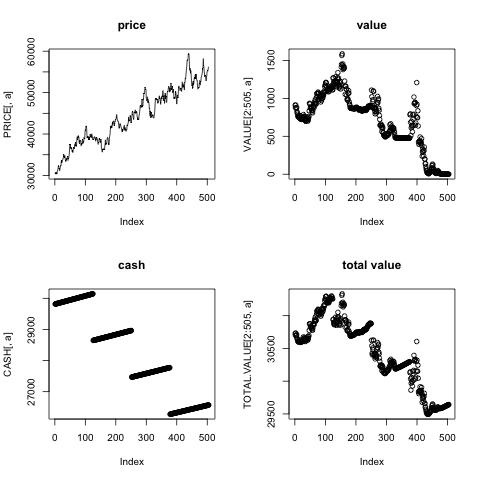 price
PRICE[, a]
30000 40000 50000 60000
0 100 200 300 400 500
Index
value
VALUE[2:505, a]
0 500 1000 1500
0 100 200 300 400 500
Index
cash
CASH[, a]
27000 29000
0 100 200 300 400 500
Index
total value
TOTAL.VALUE[2:505, a]
29500 30500
0 100 200 300 400 500
Index